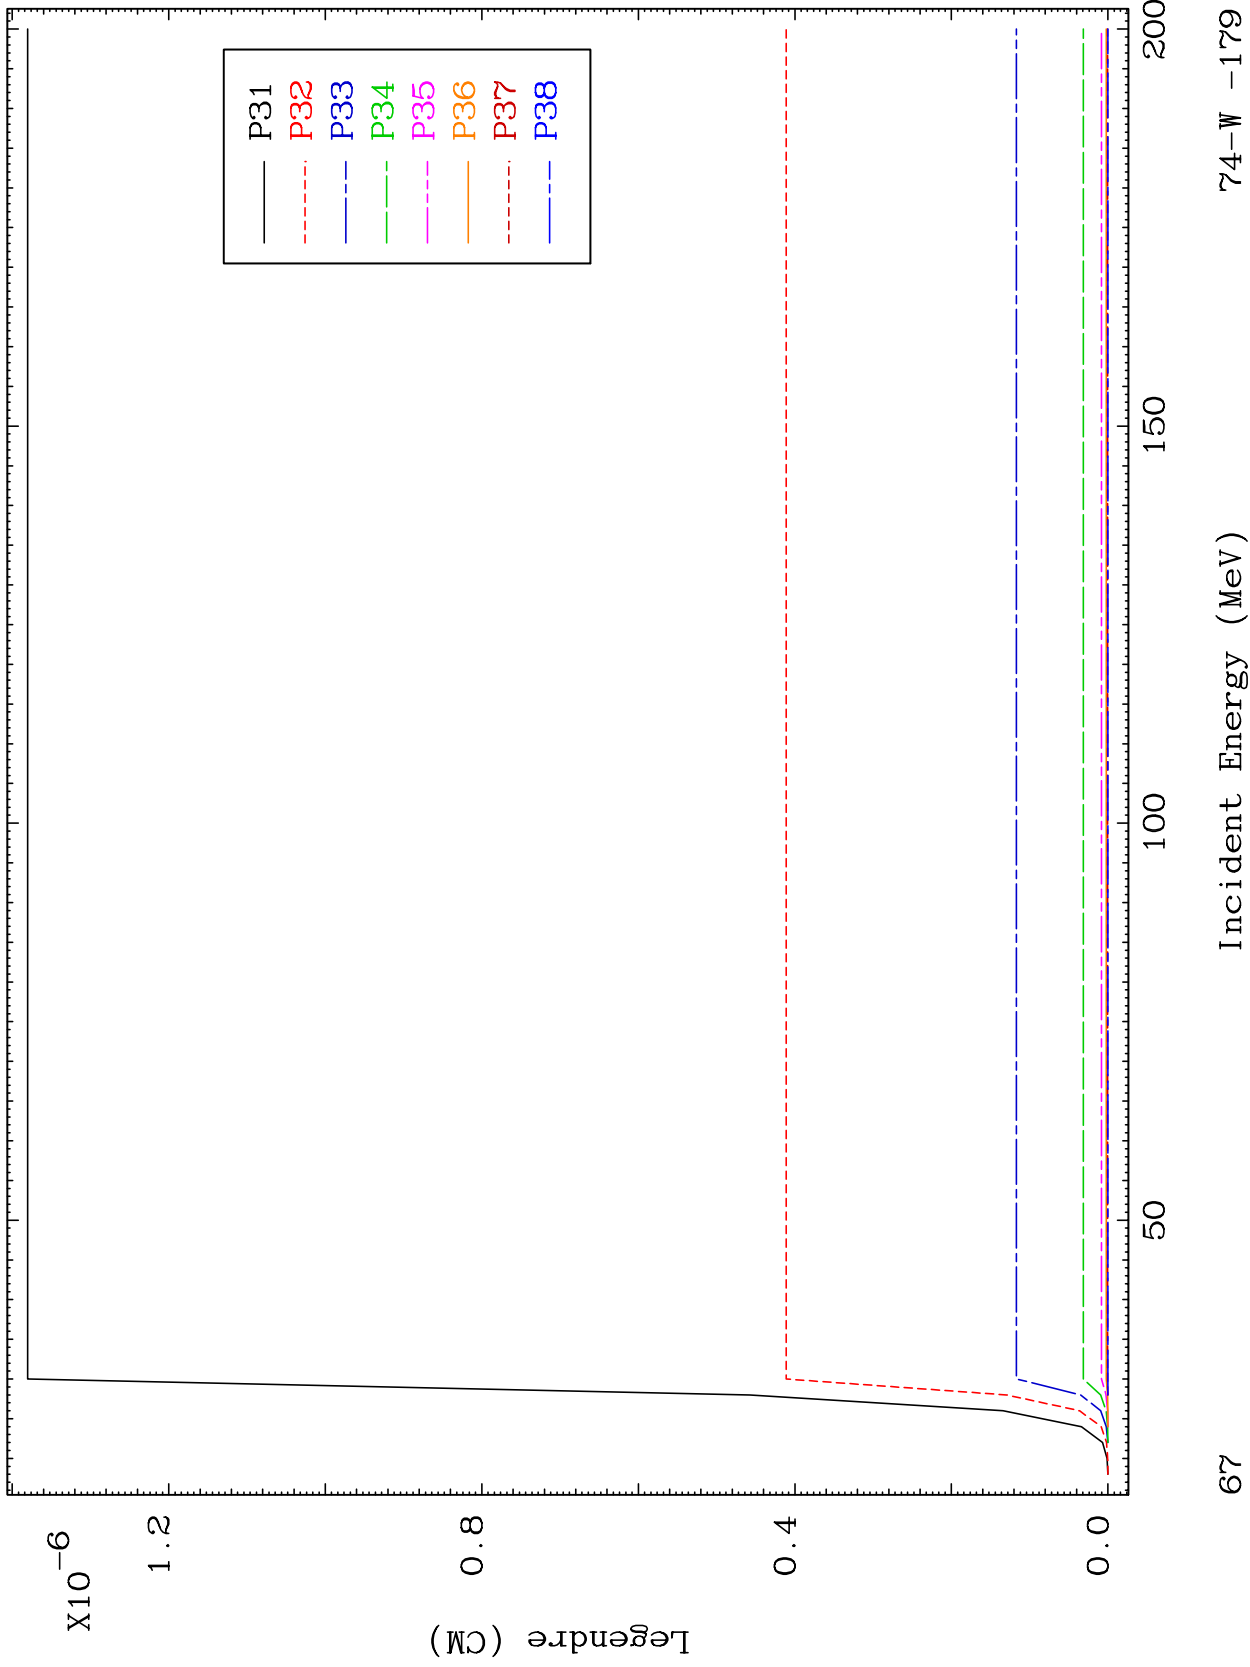 X10-6
1.2
0.8
0.4
0.0
Legendre (CM)
P31
P32
P33
P34
P35
P36
P37
P38
50
100
150
200
67
Incident Energy (MeV)
74-W -179